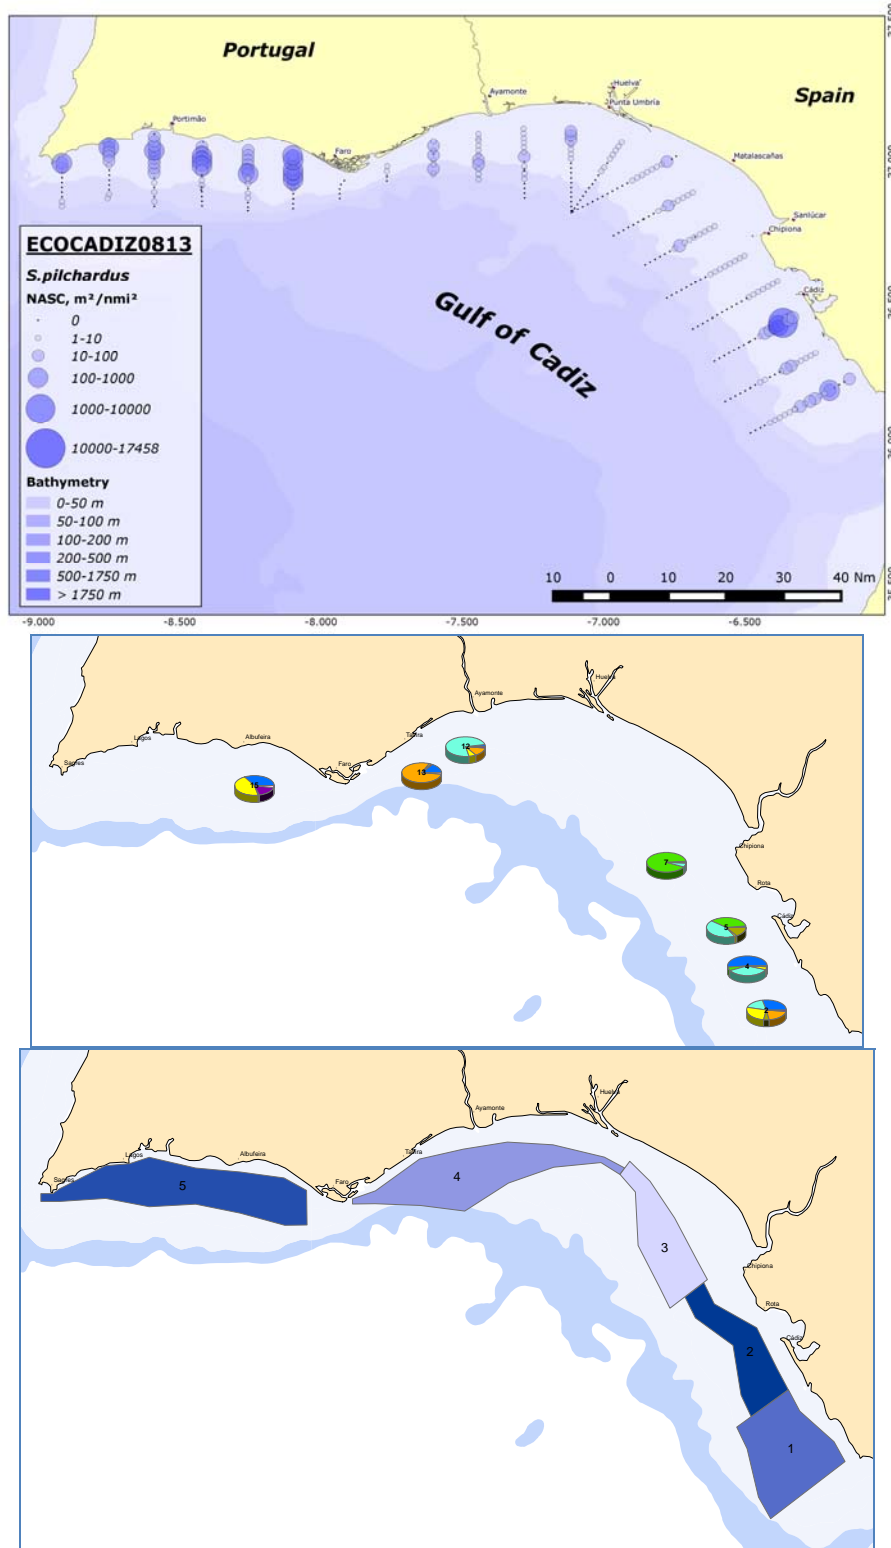 Portugal
Spain
Huelva
Ayamonte
Punta Umbría
Portimão
Faro
Matalascañas
Sanlúcar
Chipiona
Cádiz
Gulf of Cadiz
ECOCADIZ0813
S.pilchardus
NASC, m²/nmi²
0
1-10
10-100
100-1000
1000-10000
10000-17458
Bathymetry
0-50 m
50-100 m
100-200 m
200-500 m
500-1750 m
> 1750 m
10 0 10 20 30 40 Nm
-9.000 -8.500 -8.000 -7.500 -7.000 -6.500
Huelva
Ayamonte
Lagos
Albufeira
Tavira
Sagres
Faro
12
13
15
7
Chipiona
Rota
Cádiz
5
4
2
Huelva
Ayamonte
Lagos
Albufeira
Tavira
Sagres
Faro
5
4
3
Chipiona
Rota
Cádiz
2
1